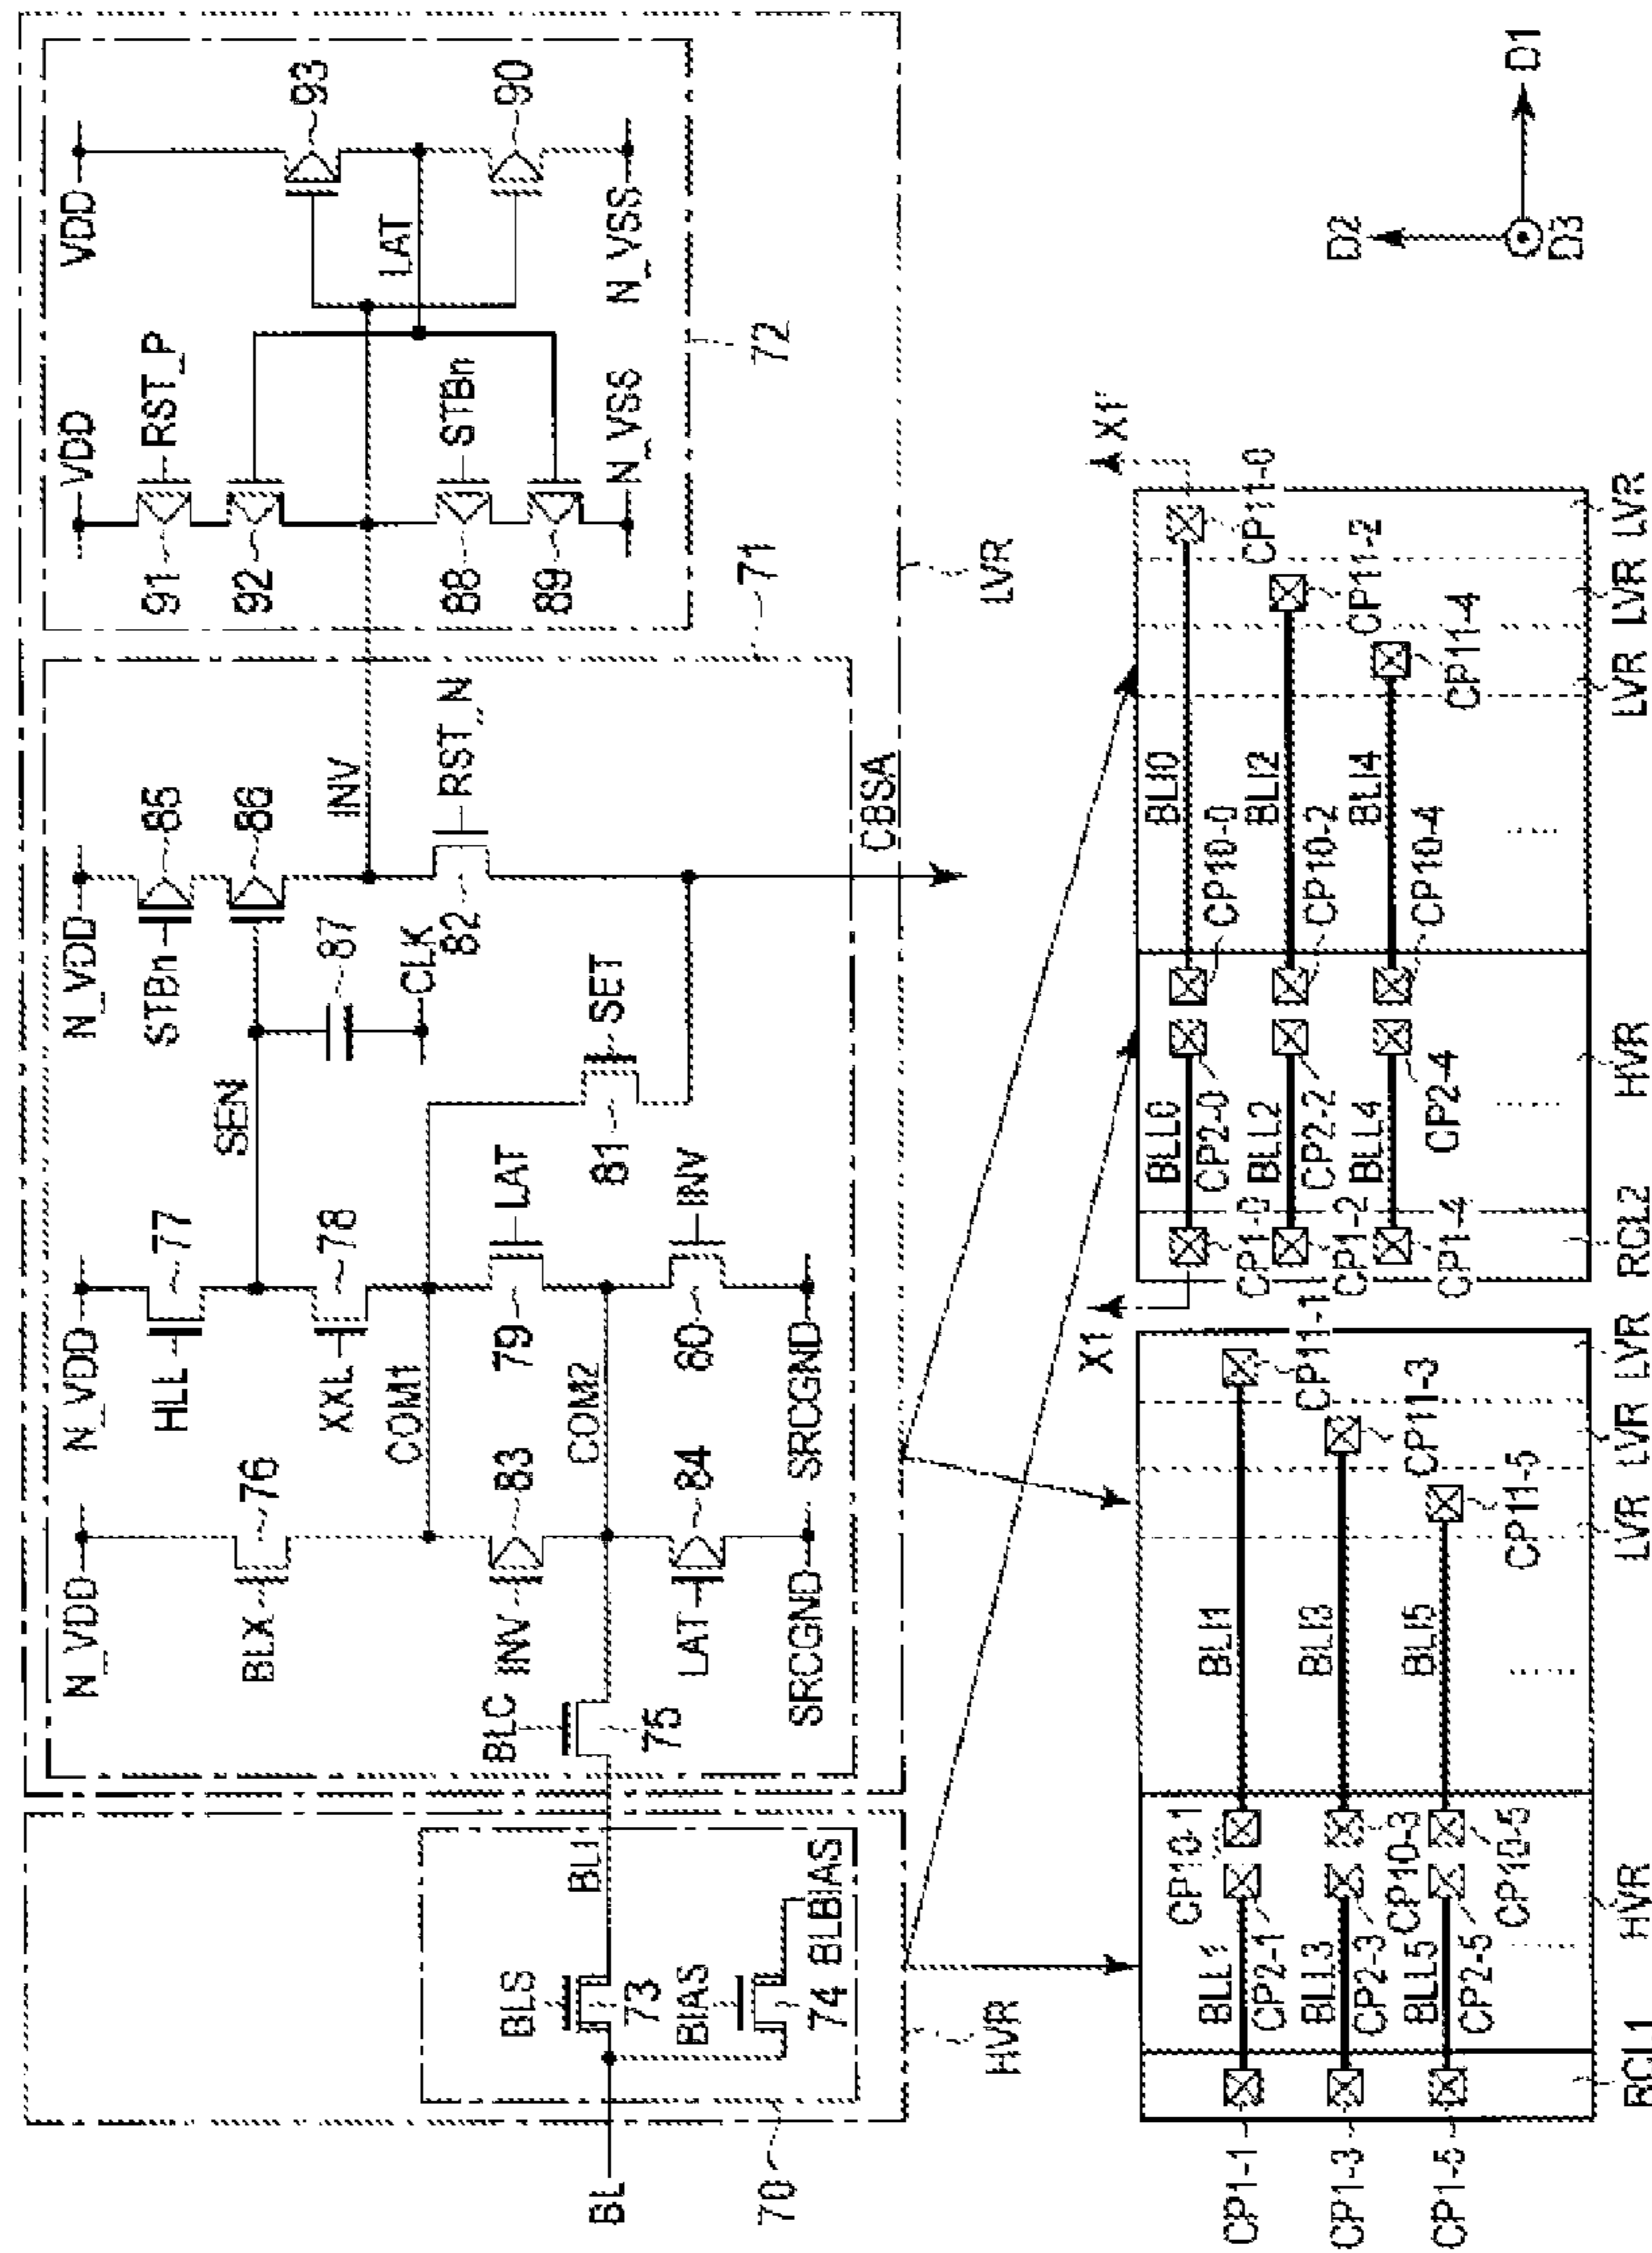 VDD
VDD
RST_P
91
92
93
LAT
88
STBn
89
90
N_VSS
N_VSS
72
71
N_VDD
N_VDD
N_VDD
STBn
85
86
HLL
77
SEN
87
CLK
INV
BLX
76
XXL
78
82
RST_N
COM1
79
LAT
81
SET
INV
83
COM2
60
INV
LAT
84
SRCGND
SRCGND
CBSA
BLC
75
LVR
BLS
73
BLI
BIAS
74
BLBIAS
BL
70
HVR
CP1-1
CP1-3
CP1-5
BLL1
CP2-1
BLL3
CP2-3
BLL5
CP2-5
CP10-1
CP10-3
CP10-5
BLI1
BLI3
BLI5
CP11-1
CP11-3
CP11-5
RCL1
HVR
LVR
LVR
LVR
X1
X1'
CP1-0
CP1-2
CP1-4
BLL0
CP2-0
BLL2
CP2-2
BLL4
CP2-4
CP10-0
CP10-2
CP10-4
BLI0
BLI2
BLI4
CP11-0
CP11-2
CP11-4
RCL2
HVR
LVR
LVR
LVR
D2
D3
D1